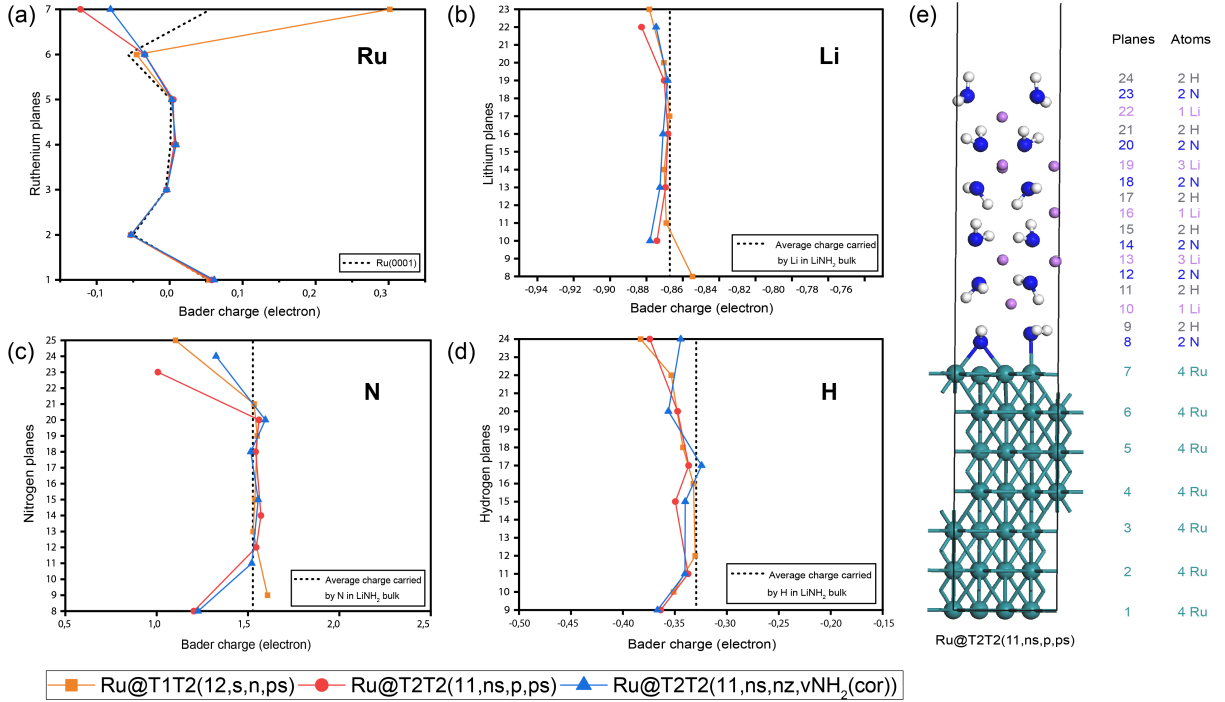 (a)
Ru
Ruthenium planes
7
6
5
4
3
2
1
-0,1
0,0
0,1
0,2
0,3
Bader charge (electron)
Ru(0001)
(b)
Li
Lithium planes
23
22
20
19
17
16
14
13
11
10
8
-0,94
-0,92
-0,90
-0,88
-0,86
-0,84
-0,82
-0,80
-0,78
-0,76
Bader charge (electron)
Average charge carried
by Li in LiNH₂ bulk
(c)
N
Nitrogen planes
25
24
23
21
20
19
18
15
14
13
12
11
9
8
0,5
1,0
1,5
2,0
2,5
Bader charge (electron)
Average charge carried
by N in LiNH₂ bulk
(d)
H
Hydrogen planes
24
22
21
20
18
17
16
15
14
12
11
10
9
-0,50
-0,45
-0,40
-0,35
-0,30
-0,25
-0,20
-0,15
Bader charge (electron)
Average charge carried
by H in LiNH₂ bulk
(e)
Planes Atoms
24 2 H
23 2 N
22 1 Li
21 2 H
20 2 N
19 3 Li
18 2 N
17 2 H
16 1 Li
15 2 H
14 2 N
13 3 Li
12 2 N
11 2 H
10 1 Li
9 2 H
8 2 N
7 4 Ru
6 4 Ru
5 4 Ru
4 4 Ru
3 4 Ru
2 4 Ru
1 4 Ru
Ru@T2T2(11,ns,p,ps)
Ru@T1T2(12,s,n,ps) Ru@T2T2(11,ns,p,ps) Ru@T2T2(11,ns,nz,vNH₂(cor))